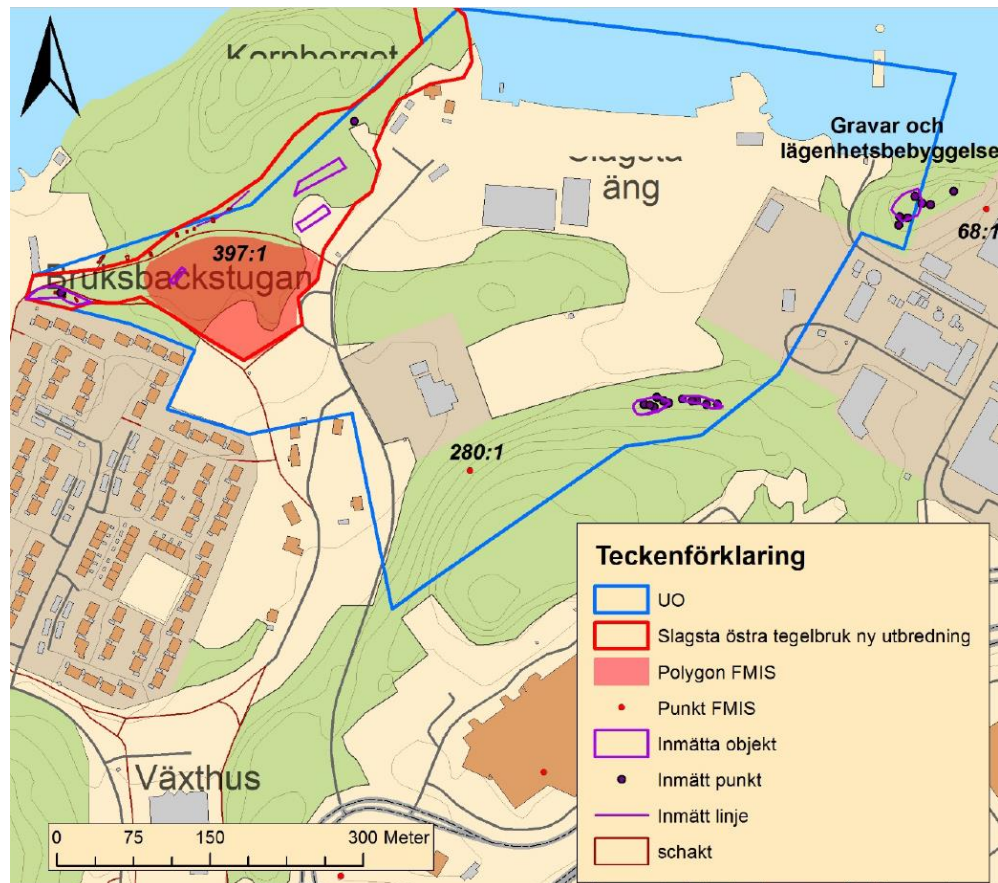 Kornberget
Gravar och
lägenhetsbebyggelse
Slagsta
äng
68:1
397:1
Bruksbackstugan
280:1
Växthus
0 75 150 300 Meter
Teckenförklaring
UO
Slagsta östra tegelbruk ny utbredning
Polygon FMIS
Punkt FMIS
Inmätta objekt
Inmätt punkt
Inmätt linje
schakt